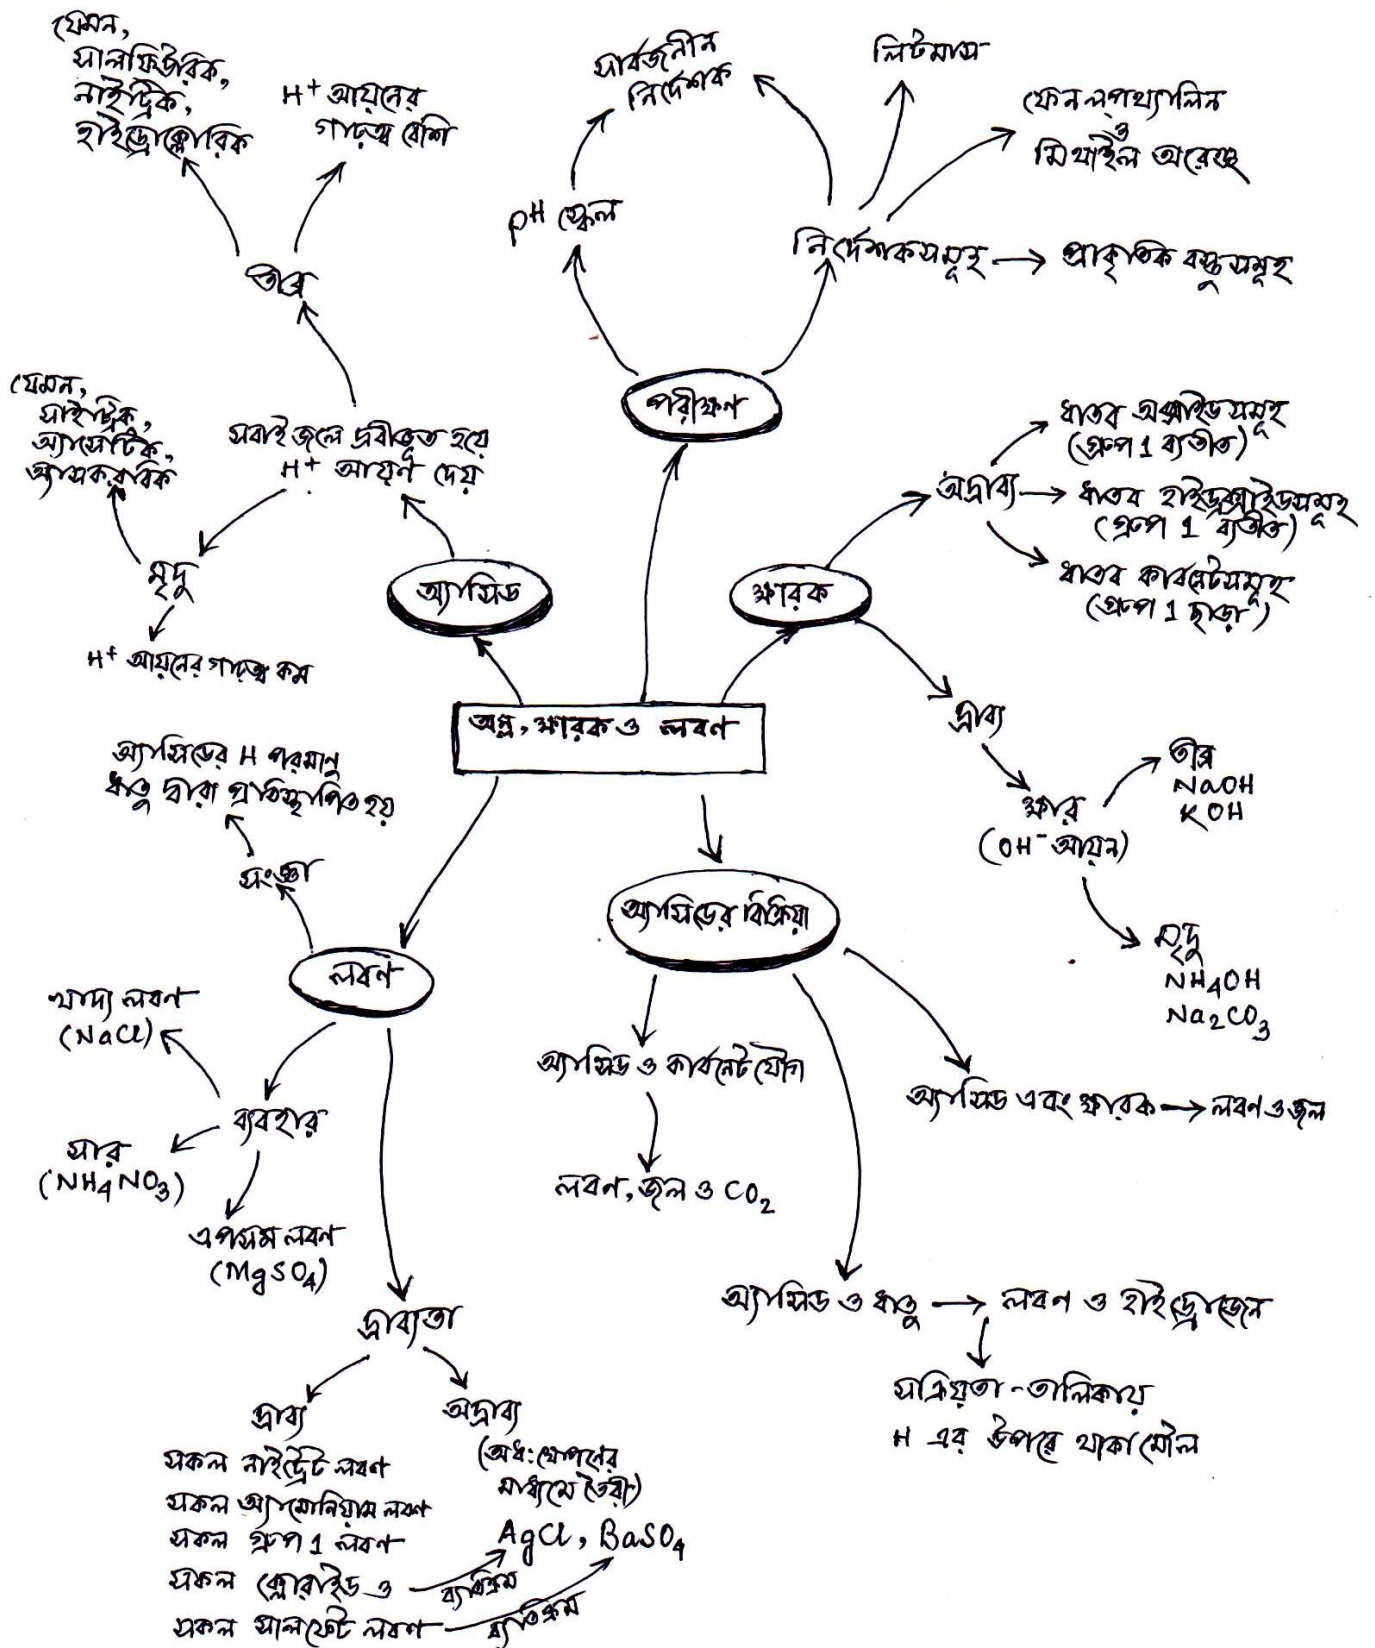 যেমন,
সালফিউরিক,
নাইট্রিক,
হাইড্রোক্লোরিক
H+ আয়নের
গাঢ়ত্ব বেশি
তীব্র
সার্বজনীন
নির্দেশক
লিটমাস
ফেনলপথ্যালিন
ও
মিথাইল অরেঞ্জ
pH স্কেল
নির্দেশকসমূহ → প্রাকৃতিক বস্তুসমূহ
পরীক্ষণ
যেমন,
সাইট্রিক,
অ্যাসেটিক,
অ্যাসকরবিক
সবাই জলে দ্রবীভূত হয়ে
H+ আয়ণ দেয়
মৃদু
H+ আয়নের গাঢ়ত্ব কম
অ্যাসিড
ক্ষারক
অদ্রাব্য
ধাতব অক্সাইডসমূহ
(গ্রুপ 1 ব্যতীত)
ধাতব হাইড্রক্সাইডসমূহ
(গ্রুপ 1 ব্যতীত)
ধাতব কার্বনেটসমূহ
(গ্রুপ 1 ছাড়া)
দ্রাব্য
ক্ষার
(OH- আয়ন)
তীব্র
NaOH
KOH
মৃদু
NH4OH
Na2CO3
অম্ল, ক্ষারক ও লবণ
অ্যাসিডের H পরমাণু
ধাতু দ্বারা প্রতিস্থাপিত হয়
সংজ্ঞা
লবণ
খাদ্য লবণ
(NaCl)
ব্যবহার
সার
(NH4NO3)
এপসম লবণ
(MgSO4)
অ্যাসিডের বিক্রিয়া
অ্যাসিড ও কার্বনেট যৌগ
লবণ, জল ও CO2
অ্যাসিড এবং ক্ষারক → লবণ ও জল
অ্যাসিড ও ধাতু → লবণ ও হাইড্রোজেন
সক্রিয়তা-তালিকায়
H এর উপরে থাকা মৌল
দ্রাব্যতা
দ্রাব্য
সকল নাইট্রেট লবণ
সকল অ্যামোনিয়াম লবণ
সকল গ্রুপ 1 লবণ
সকল ক্লোরাইড ও
সকল সালফেট লবণ
অদ্রাব্য
(অধ:ক্ষেপনের
মাধ্যমে তৈরী)
AgCl, BaSO4
ব্যতিক্রম
ব্যতিক্রম